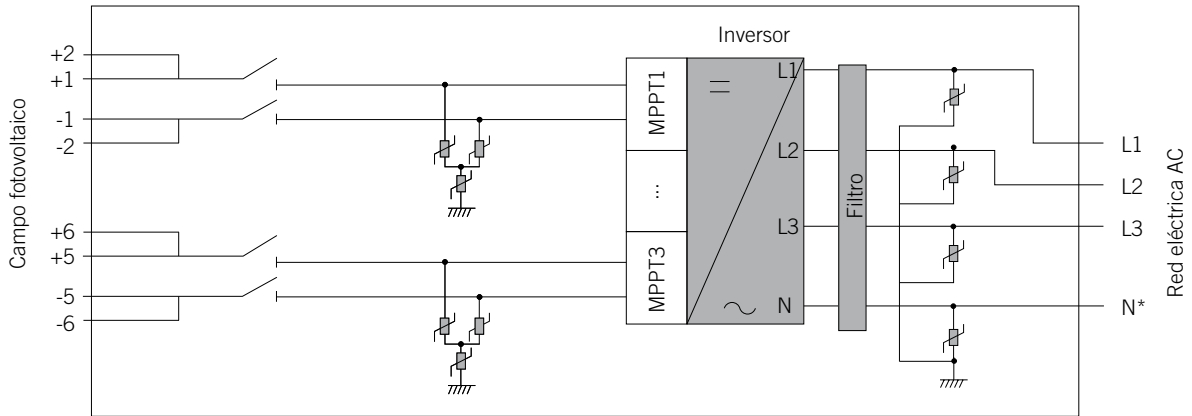 Campo fotovoltaico
+2
+1
-1
-2
+6
+5
-5
-6
Inversor
MPPT1
...
MPPT3
L1
L2
L3
N
Filtro
L1
L2
L3
N*
Red eléctrica AC